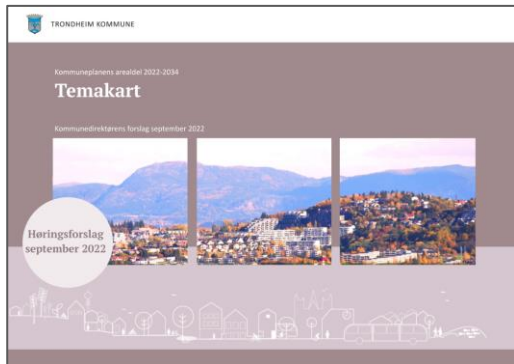 TRONDHEIM KOMMUNE
Kommuneplanens arealdel 2022-2034
Temakart
Kommunedirektørens forslag september 2022
Høringsforslag
september 2022